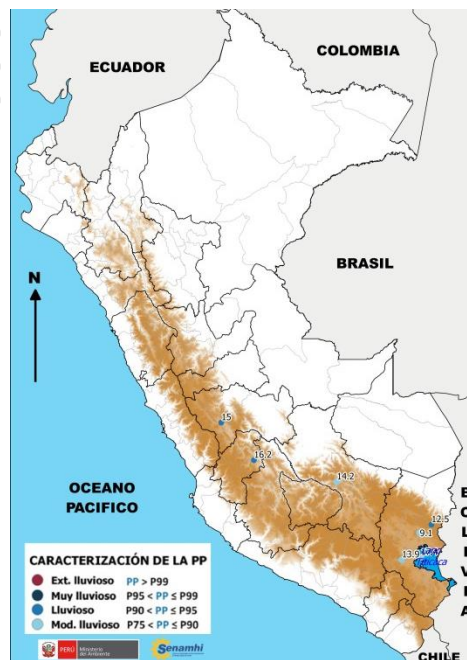 COLOMBIA
ECUADOR
BRASIL
N
15
16.2
14.2
OCEANO
PACIFICO
12.5
9.1
13.9
Lago
Titicaca
B
O
L
I
V
I
A
CARACTERIZACIÓN DE LA PP
Ext. lluvioso PP > P99
Muy lluvioso P95 < PP ≤ P99
Lluvioso P90 < PP ≤ P95
Mod. lluvioso P75 < PP ≤ P90
CHILE
PERÚ
Ministerio
del Ambiente
Senamhi